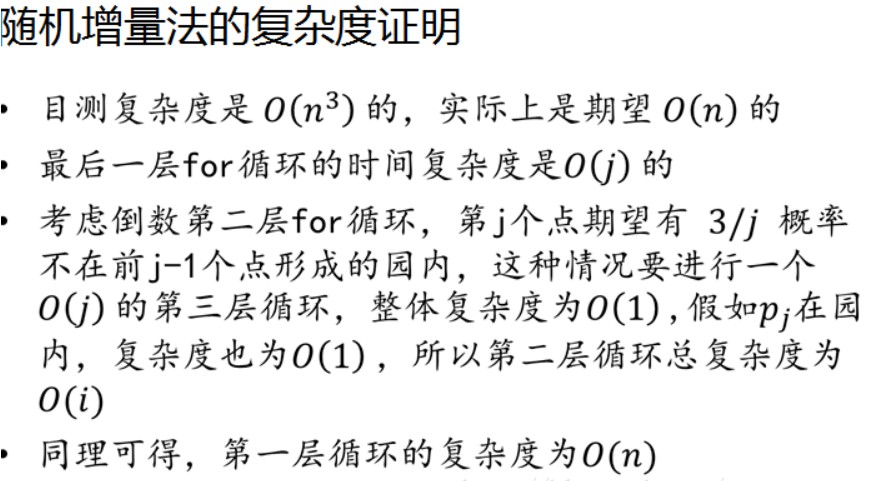 随机增量法的复杂度证明
• 目测复杂度是 O(n³) 的，实际上是期望 O(n) 的
• 最后一层for循环的时间复杂度是O(j) 的
• 考虑倒数第二层for循环，第j个点期望有 3/j 概率
不在前j-1个点形成的园内，这种情况要进行一个
O(j) 的第三层循环，整体复杂度为O(1) ,假如pⱼ在园
内，复杂度也为O(1) ，所以第二层循环总复杂度为
O(i)
• 同理可得，第一层循环的复杂度为O(n)